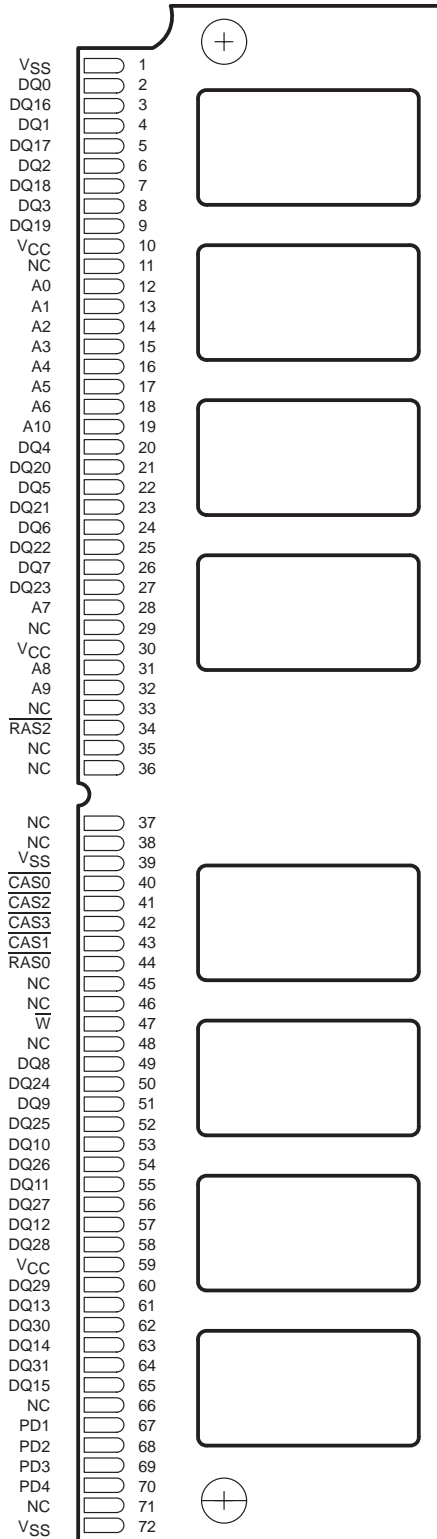 VSS 1
DQ0 2
DQ16 3
DQ1 4
DQ17 5
DQ2 6
DQ18 7
DQ3 8
DQ19 9
VCC 10
NC 11
A0 12
A1 13
A2 14
A3 15
A4 16
A5 17
A6 18
A10 19
DQ4 20
DQ20 21
DQ5 22
DQ21 23
DQ6 24
DQ22 25
DQ7 26
DQ23 27
A7 28
NC 29
VCC 30
A8 31
A9 32
NC 33
RAS2 34
NC 35
NC 36
NC 37
NC 38
VSS 39
CAS0 40
CAS2 41
CAS3 42
CAS1 43
RAS0 44
NC 45
NC 46
W 47
NC 48
DQ8 49
DQ24 50
DQ9 51
DQ25 52
DQ10 53
DQ26 54
DQ11 55
DQ27 56
DQ12 57
DQ28 58
VCC 59
DQ29 60
DQ13 61
DQ30 62
DQ14 63
DQ31 64
DQ15 65
NC 66
PD1 67
PD2 68
PD3 69
PD4 70
NC 71
VSS 72